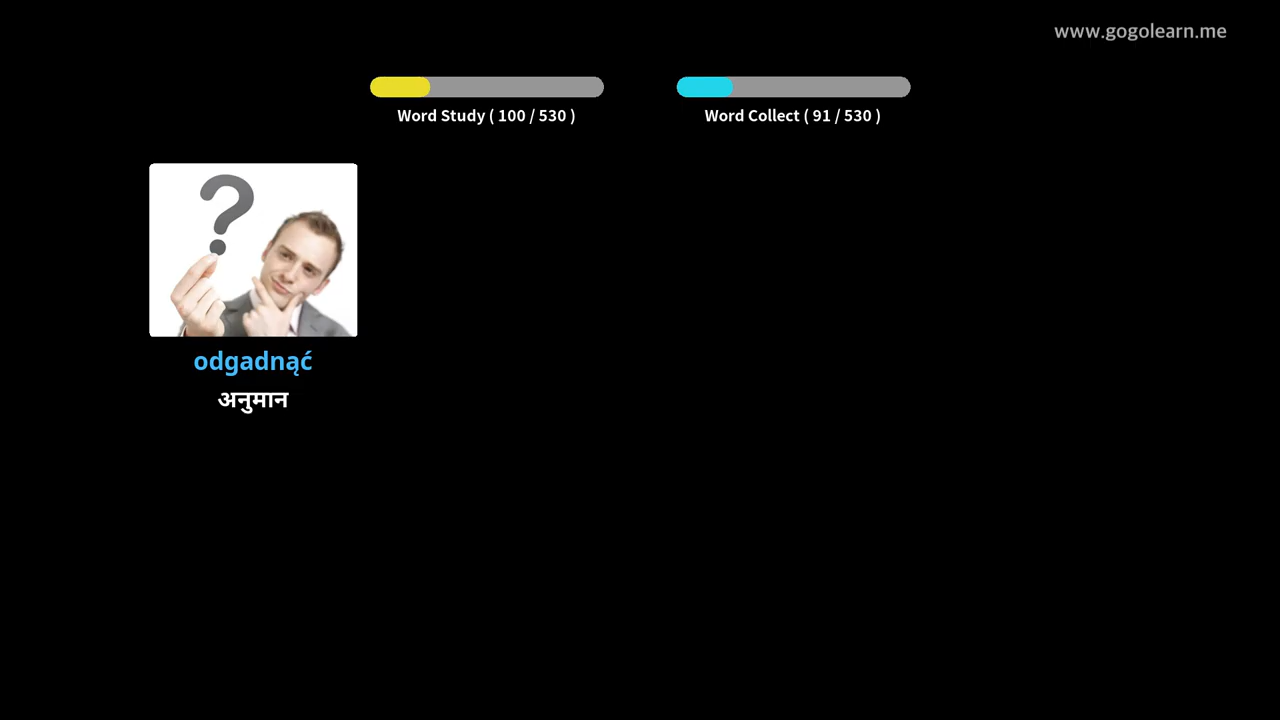 www.gogolearn.me
Word Study ( 100 / 530 )
Word Collect ( 91 / 530 )
?
odgadnąć
अनुमान